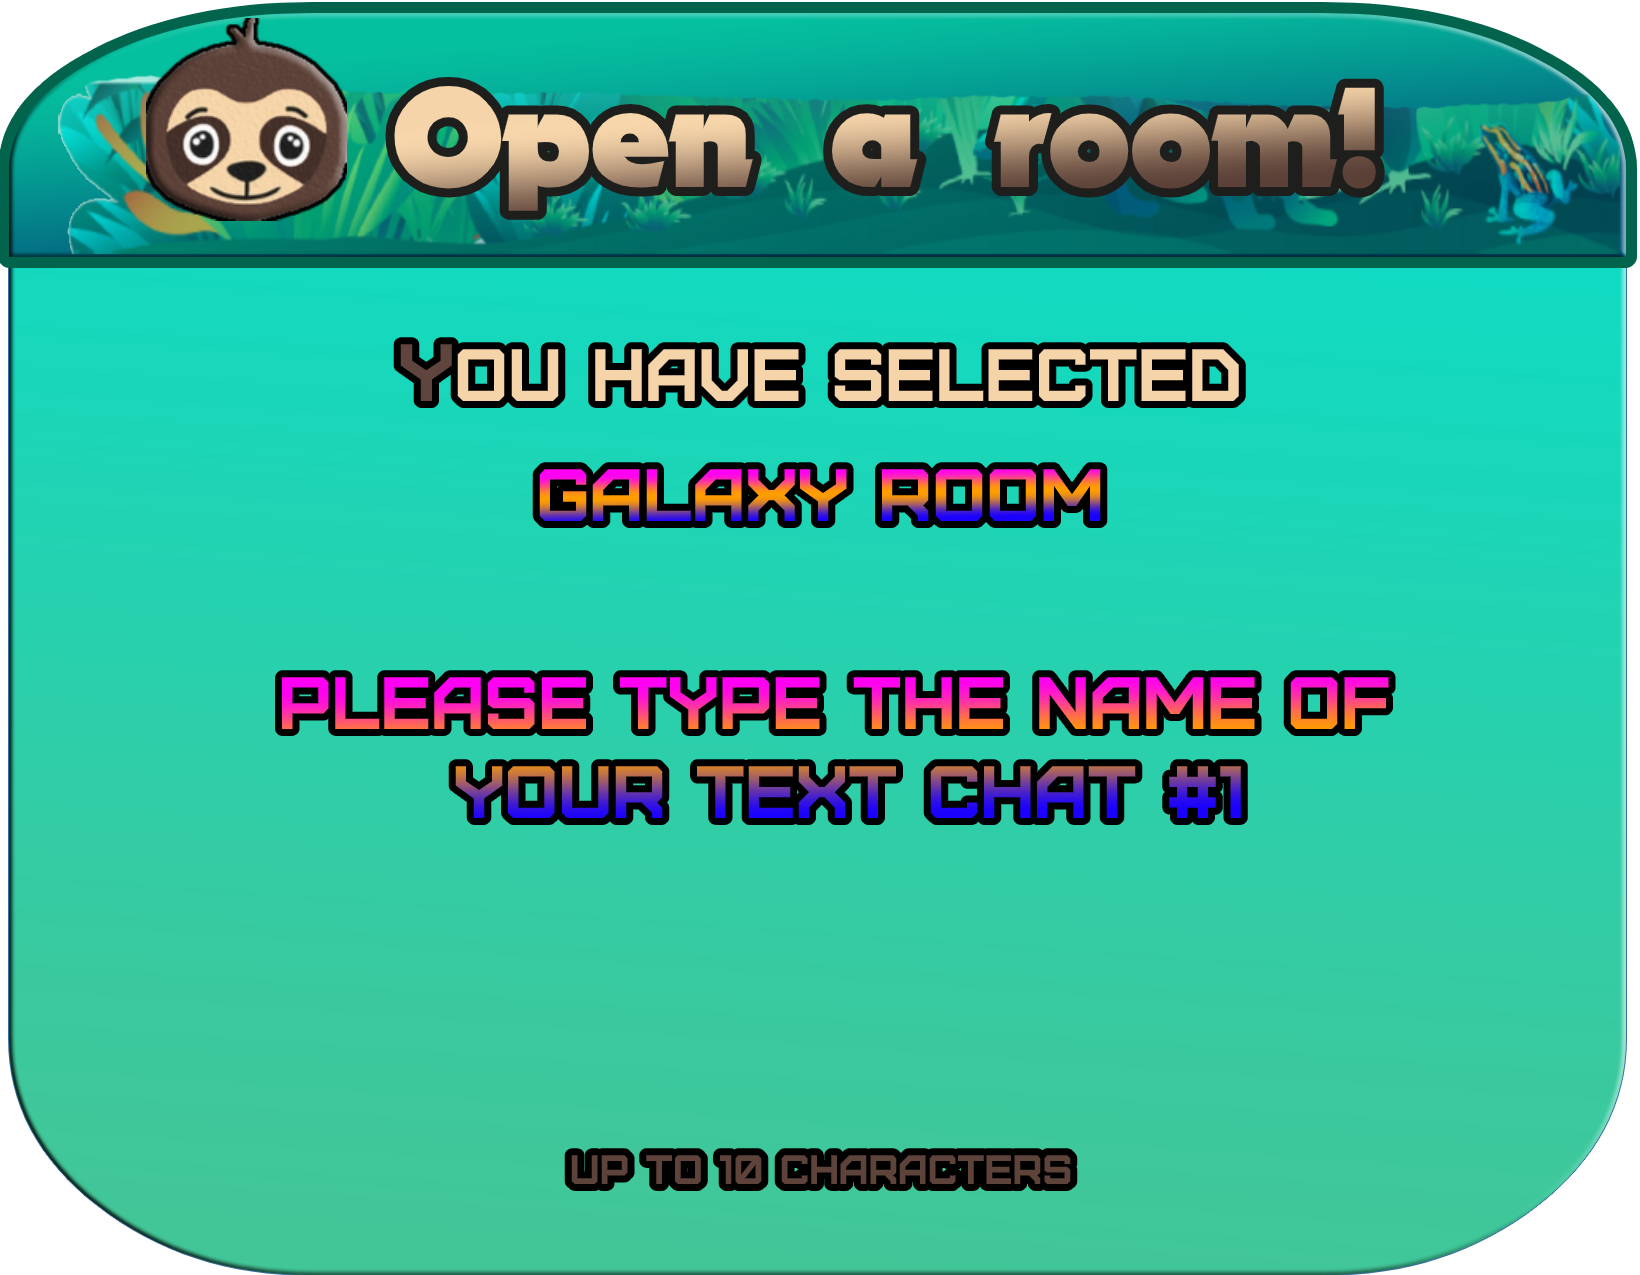 Open a room!
YOU HAVE SELECTED
GALAXY ROOM
PLEASE TYPE THE NAME OF
YOUR TEXT CHAT #1
UP TO 10 CHARACTERS